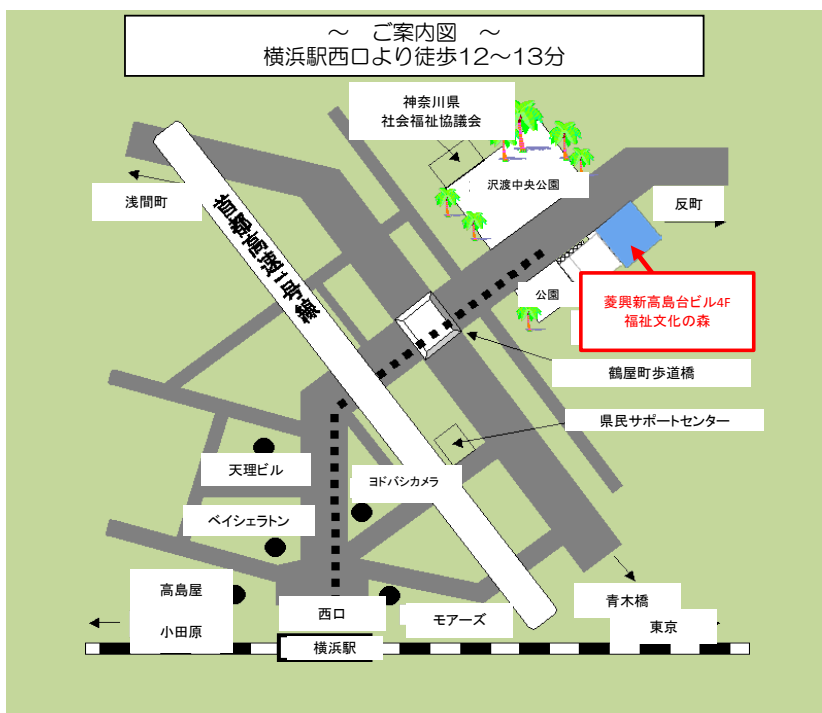 ～　ご案内図　～
横浜駅西口より徒歩12～13分
神奈川県
社会福祉協議会
沢渡中央公園
浅間町
反町
首都高速1号線
公園
菱興新高島台ビル4F
福祉文化の森
鶴屋町歩道橋
県民サポートセンター
天理ビル
ヨドバシカメラ
ベイシェラトン
高島屋
西口
モアーズ
青木橋
小田原
東京
横浜駅